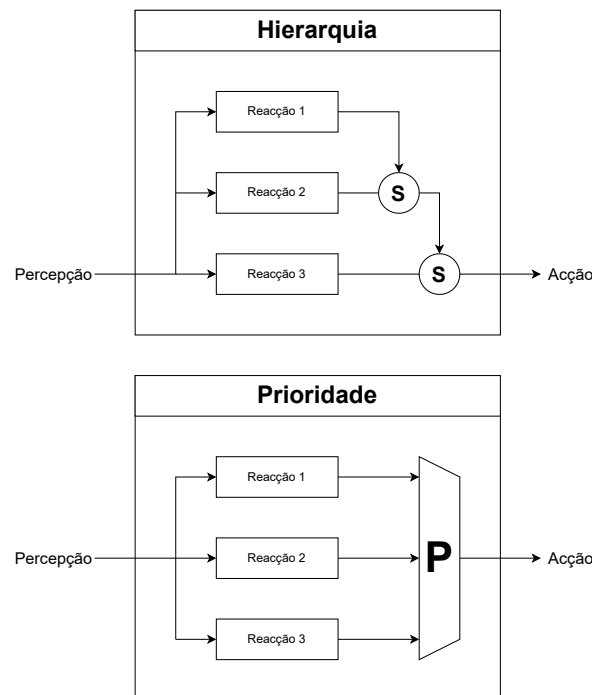 Hierarquia
Reacção 1
Reacção 2
S
Percepção
Reacção 3
S
Acção
Prioridade
Reacção 1
Percepção
Reacção 2
P
Acção
Reacção 3